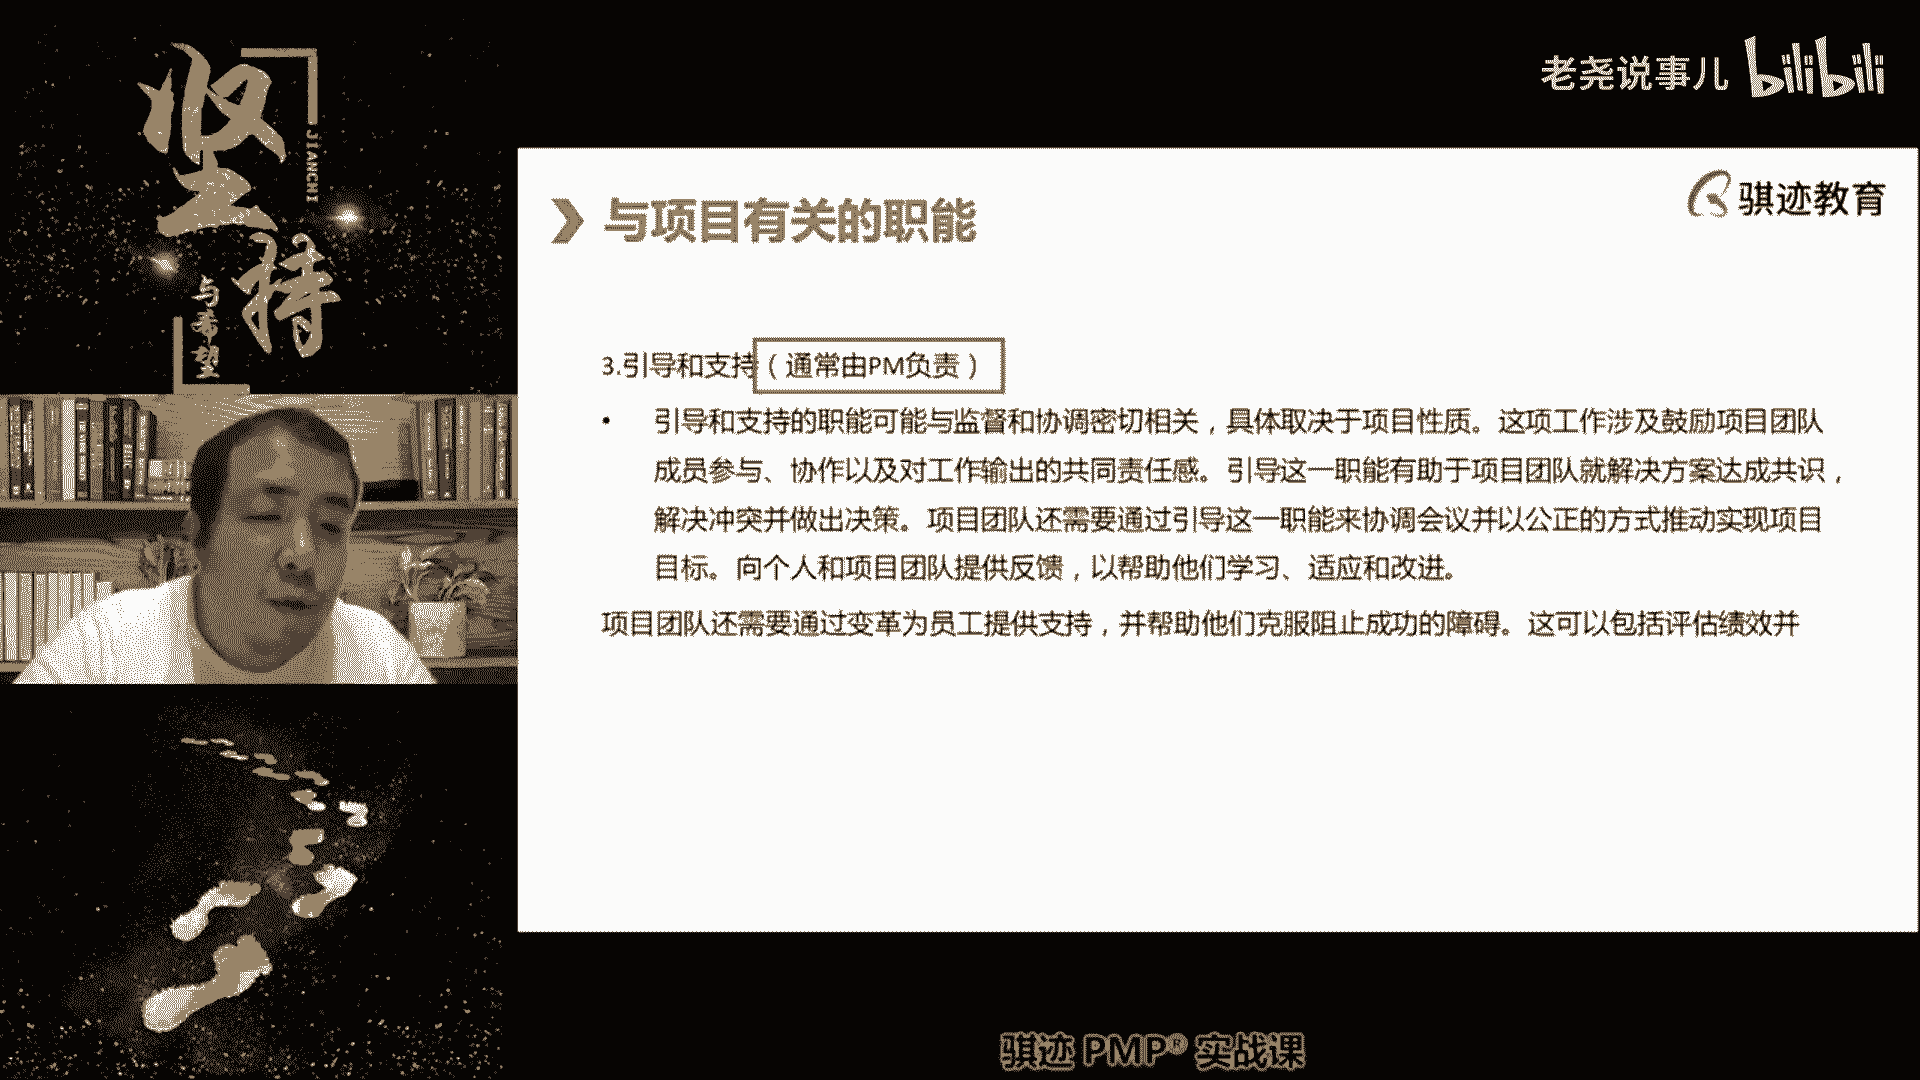 坚持
JIANCHI
与希望
老尧说事儿 bilibili
骐迹教育
与项目有关的职能
3.引导和支持（通常由PM负责）
• 引导和支持的职能可能与监督和协调密切相关，具体取决于项目性质。这项工作涉及鼓励项目团队
成员参与、协作以及对工作输出的共同责任感。引导这一职能有助于项目团队就解决方案达成共识，
解决冲突并做出决策。项目团队还需要通过引导这一职能来协调会议并以公正的方式推动实现项目
目标。向个人和项目团队提供反馈，以帮助他们学习、适应和改进。
项目团队还需要通过变革为员工提供支持，并帮助他们克服阻止成功的障碍。这可以包括评估绩效并
骐迹 PMP® 实战课